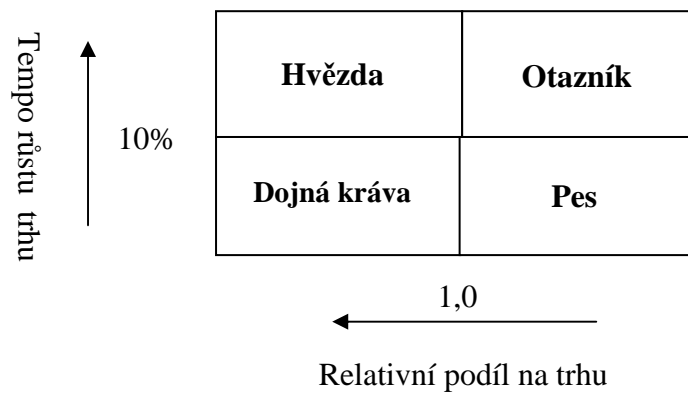 Tempo růstu trhu
10%
Hvězda
Otazník
Dojná kráva
Pes
1,0
Relativní podíl na trhu